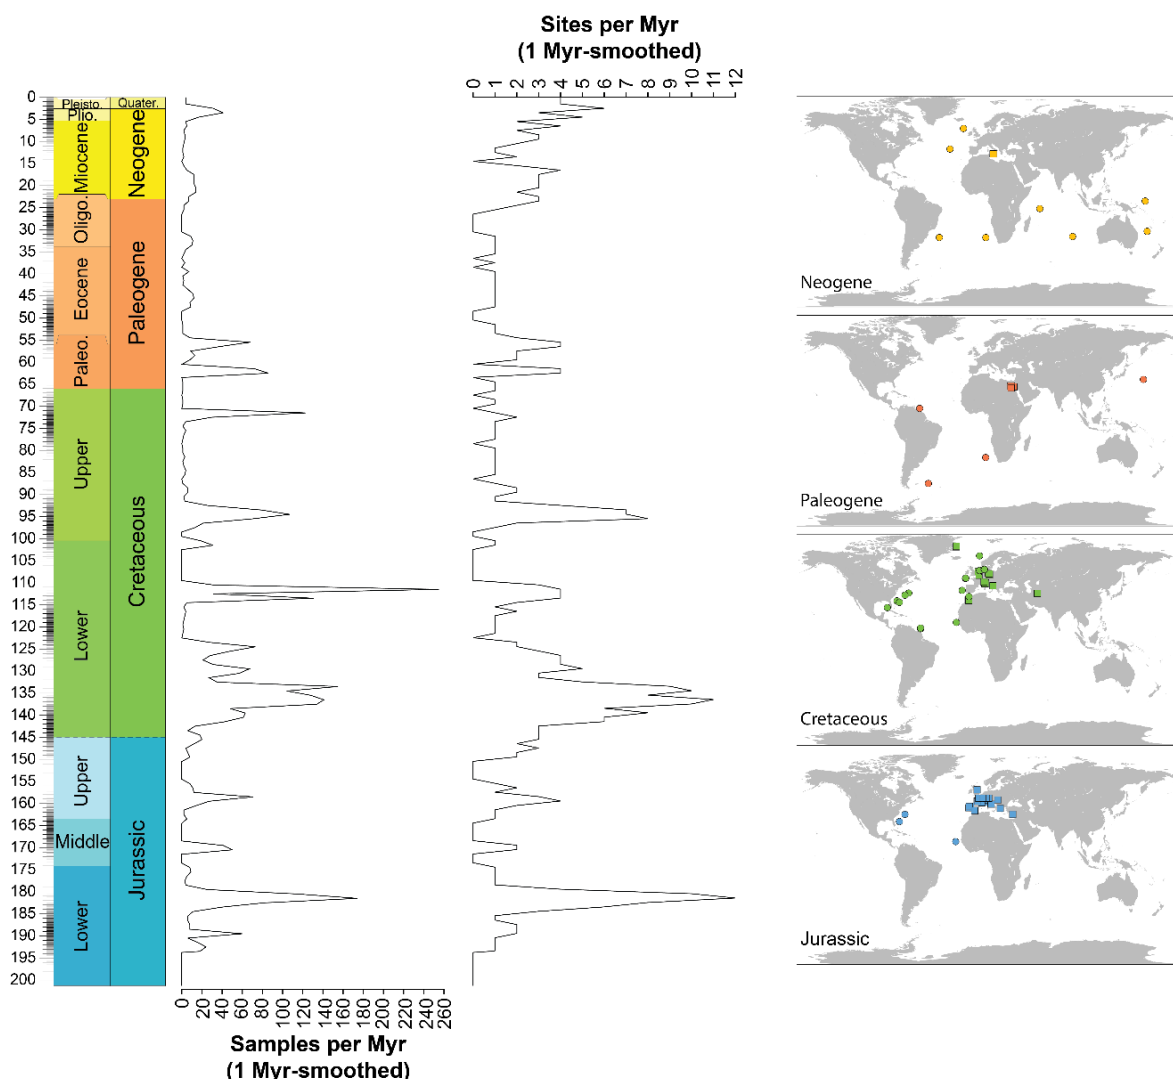 Sites per Myr
(1 Myr-smoothed)
0 1 2 3 4 5 6 7 8 9 10 11 12
0
5
10
15
20
25
30
35
40
45
50
55
60
65
70
75
80
85
90
95
100
105
110
115
120
125
130
135
140
145
150
155
160
165
170
175
180
185
190
195
200
Pleisto.
Plio.
Miocene
Oligo.
Eocene
Paleo.
Upper
Lower
Upper
Middle
Lower
Quater.
Neogene
Paleogene
Cretaceous
Jurassic
0 20 40 60 80 100 120 140 160 180 200 220 240 260
Samples per Myr
(1 Myr-smoothed)
Neogene
Paleogene
Cretaceous
Jurassic